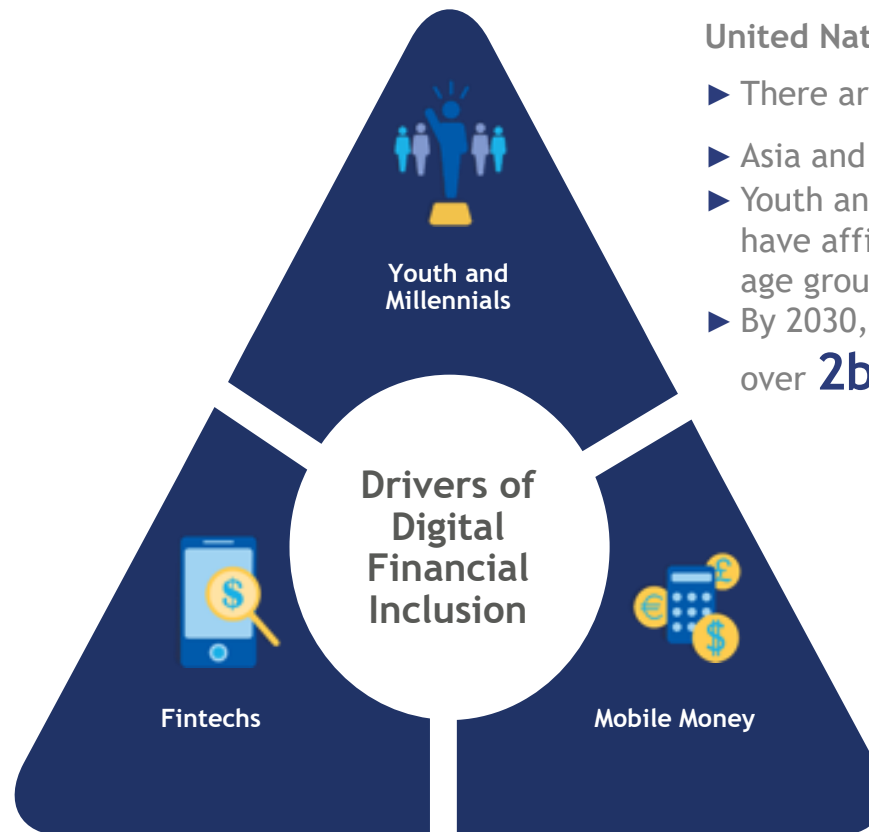 United Nat
► There ar
► Asia and
► Youth an
have affi
age grou
► By 2030,
over 2b
Youth and
Millennials
Drivers of
Digital
Financial
Inclusion
$
€
£
$
Fintechs
Mobile Money